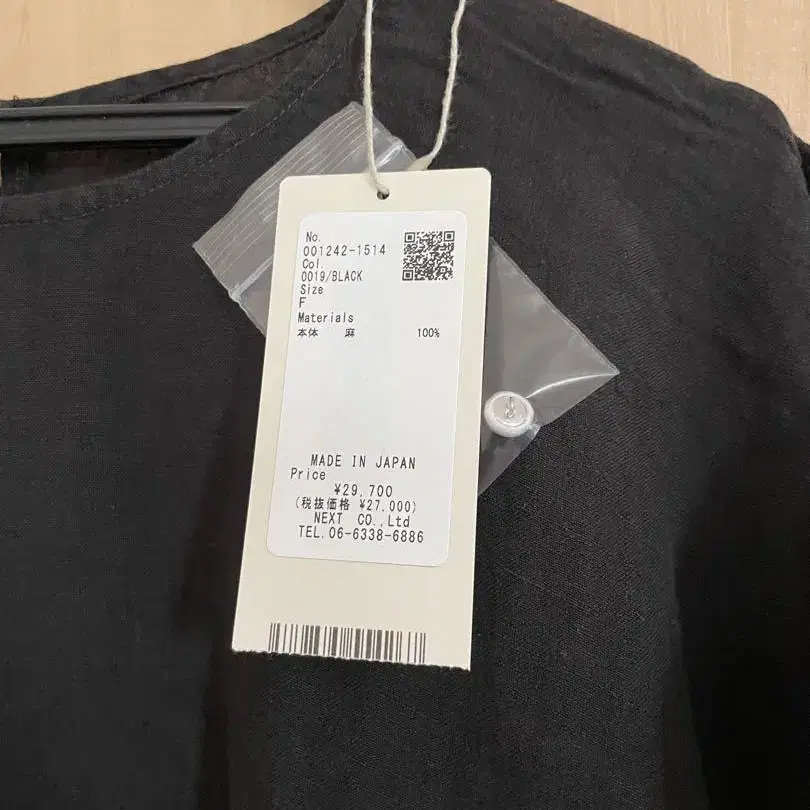 No.
001242-1514
Col.
0019/BLACK
Size
F
Materials
本体 麻 100%
MADE IN JAPAN
Price
¥29,700
(税抜価格 ¥27,000)
NEXT CO.,Ltd
TEL.06-6338-6886